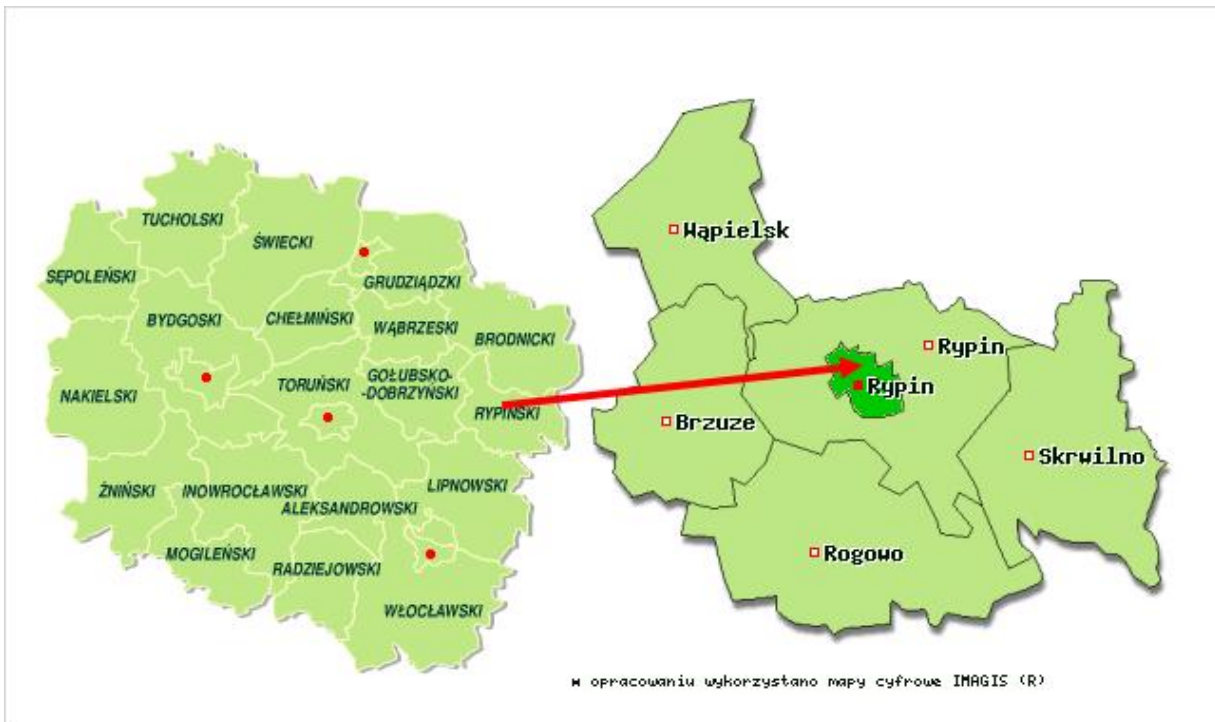 TUCHOLSKI
ŚWIECKI
SĘPOLEŃSKI
GRUDZIĄDZKI
BYDGOSKI
CHEŁMIŃSKI
WĄBRZESKI
BRODNICKI
NAKIELSKI
TORUŃSKI
GOŁUBSKO-
-DOBRZYŃSKI
RYPIŃSKI
ŻNIŃSKI
INOWROCŁAWSKI
ALEKSANDROWSKI
LIPNOWSKI
MOGILEŃSKI
RADZIEJOWSKI
WŁOCŁAWSKI
Wąpielsk
Rypin
Rypin
Brzuze
Skrwilno
Rogowo
w opracowaniu wykorzystano mapy cyfrowe IMAGIS (R)